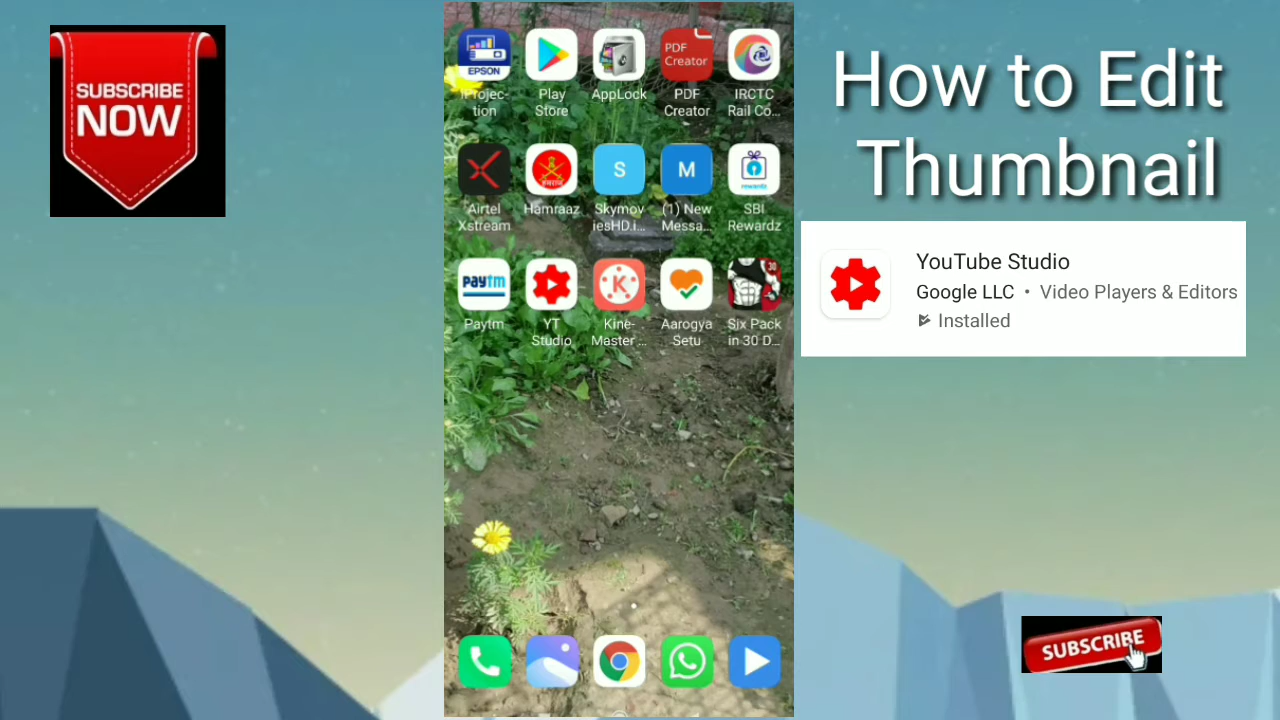 SUBSCRIBE
NOW
EPSON
iProjec-
tion
Play
Store
AppLock
PDF
Creator
PDF
Creator
IRCTC
Rail Co...
Airtel
Xstream
हमराज़
Hamraaz
S
Skymov
iesHD.i...
M
(1) New
Messa...
rewardz
SBI
Rewardz
paytm
Paytm
YT
Studio
K
Kine-
Master ...
Aarogya
Setu
30
Six Pack
in 30 D...
How to Edit
Thumbnail
YouTube Studio
Google LLC • Video Players & Editors
Installed
SUBSCRIBE